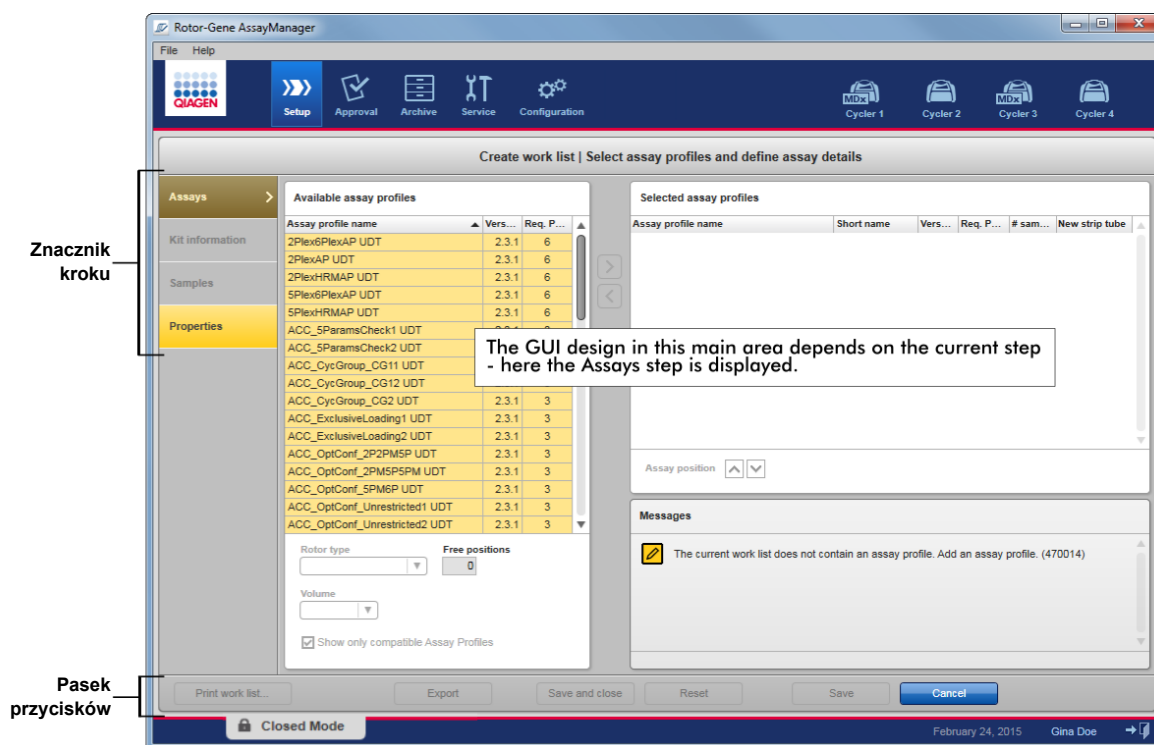 Rotor-Gene AssayManager
File Help
QIAGEN
Setup Approval Archive Service Configuration
MDx Cycler 1 Cycler 2 MDx Cycler 3 Cycler 4
Create work list | Select assay profiles and define assay details
Znacznik kroku
Assays
Kit information
Samples
Properties
Available assay profiles
Assay profile name Vers... Req. P...
2Plex6PlexAP UDT 2.3.1 6
2PlexAP UDT 2.3.1 6
2PlexHRMAP UDT 2.3.1 6
5Plex6PlexAP UDT 2.3.1 6
5PlexHRMAP UDT 2.3.1 6
ACC_5ParamsCheck1 UDT
ACC_5ParamsCheck2 UDT
ACC_CycGroup_CG11 UDT
ACC_CycGroup_CG12 UDT
ACC_CycGroup_CG2 UDT 2.3.1 3
ACC_ExclusiveLoading1 UDT 2.3.1 3
ACC_ExclusiveLoading2 UDT 2.3.1 3
ACC_OptConf_2P2PM5P UDT 2.3.1 3
ACC_OptConf_2PM5P5PM UDT 2.3.1 3
ACC_OptConf_5PM6P UDT 2.3.1 3
ACC_OptConf_Unrestricted1 UDT 2.3.1 3
ACC_OptConf_Unrestricted2 UDT 2.3.1 3
Rotor type Free positions
0
Volume
Show only compatible Assay Profiles
Selected assay profiles
Assay profile name Short name Vers... Req. P... # sam... New strip tube
The GUI design in this main area depends on the current step
- here the Assays step is displayed.
Assay position
Messages
The current work list does not contain an assay profile. Add an assay profile. (470014)
Pasek przycisków
Print work list... Export Save and close Reset Save Cancel
Closed Mode
February 24, 2015 Gina Doe